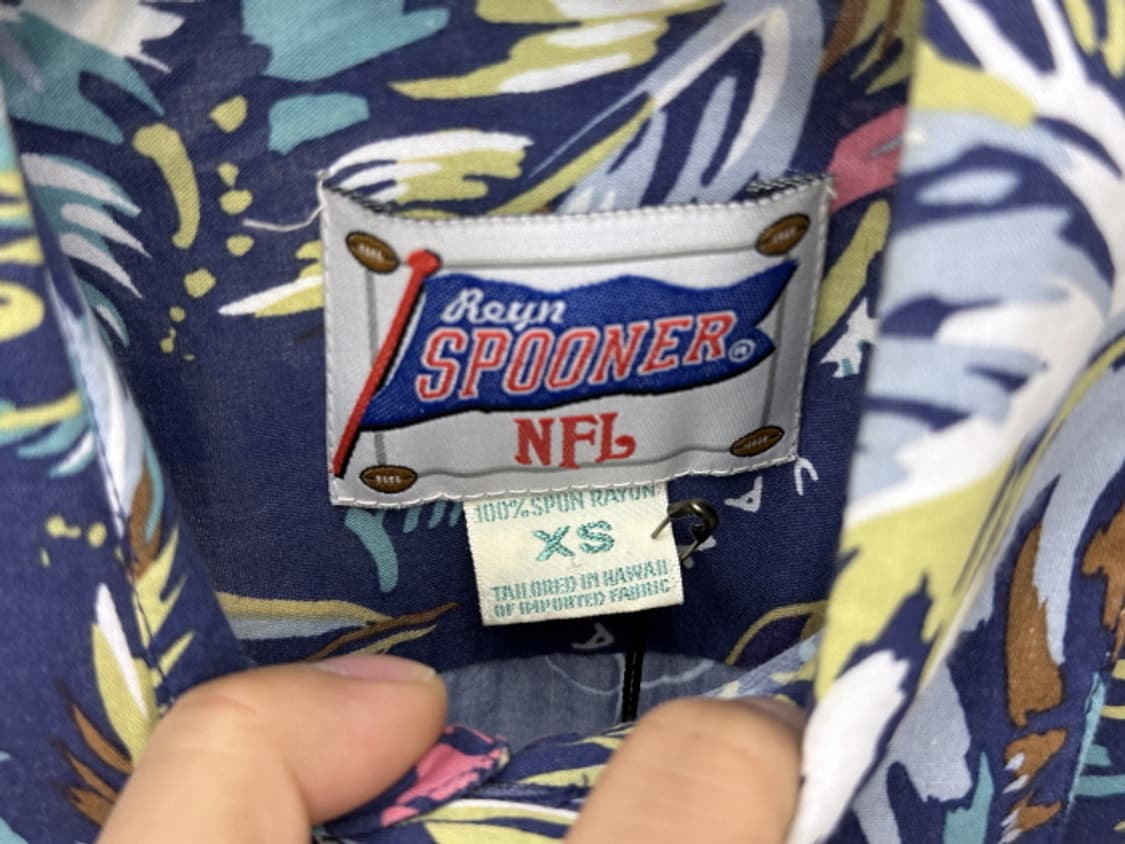 Reyn
SPOONER®
NFL
100% SPUN RAYON
XS
TAILORED IN HAWAII
OF IMPORTED FABRIC